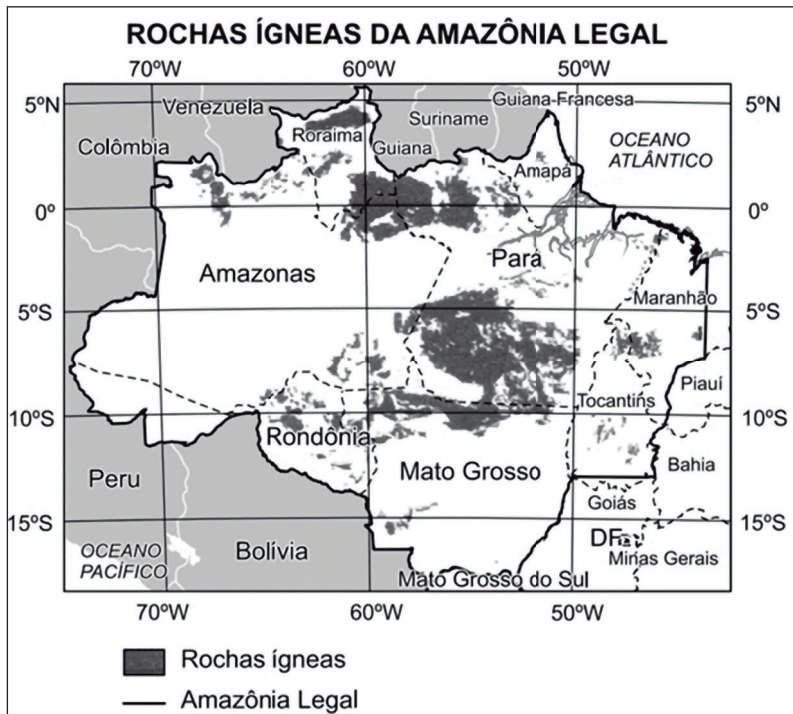 ROCHAS ÍGNEAS DA AMAZÔNIA LEGAL
70ºW 60ºW 50ºW
5ºN 5ºN
Venezuela
Guiana Francesa
Suriname
Colômbia
Roraima
Guiana
OCEANO
ATLÂNTICO
Amapá
0º 0º
Amazonas
Pará
5ºS 5ºS
Maranhão
Piauí
Tocantins
10ºS 10ºS
Rondônia
Peru
Mato Grosso
Bahia
Goiás
15ºS 15ºS
OCEANO
PACÍFICO
Bolívia
DF
Minas Gerais
Mato Grosso do Sul
70ºW 60ºW 50ºW
Rochas ígneas
Amazônia Legal